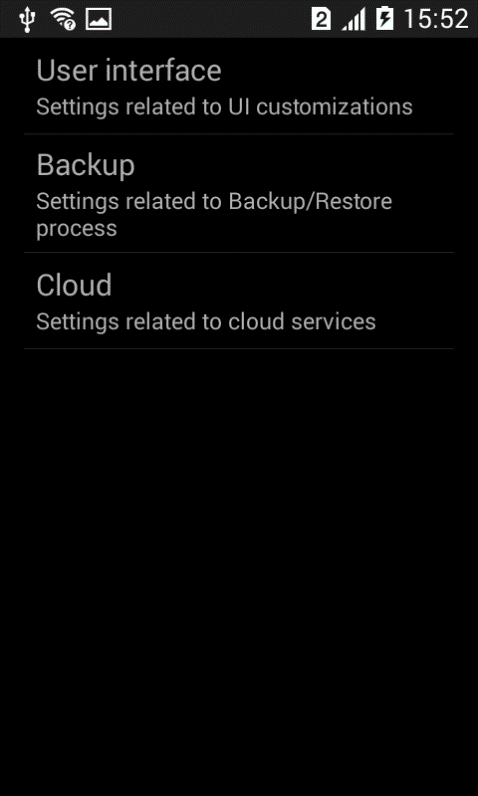 2 15:52
User interface
Settings related to UI customizations
Backup
Settings related to Backup/Restore
process
Cloud
Settings related to cloud services